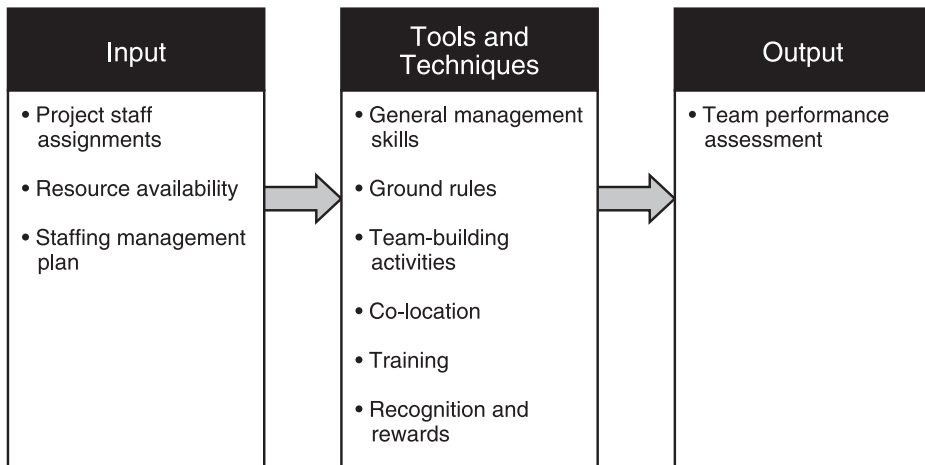 Input
• Project staff
assignments
• Resource availability
• Staffing management
plan
Tools and
Techniques
• General management
skills
• Ground rules
• Team-building
activities
• Co-location
• Training
• Recognition and
rewards
Output
• Team performance
assessment